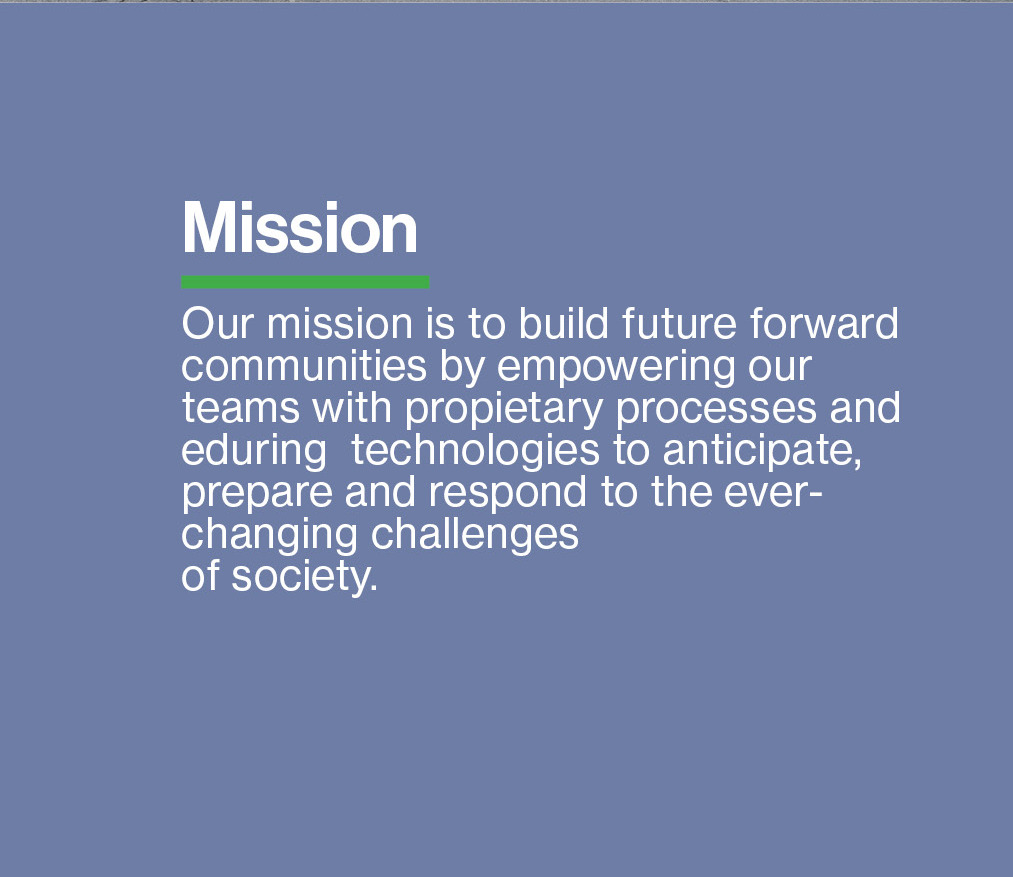 Mission
Our mission is to build future forward
communities by empowering our
teams with propietary processes and
eduring  technologies to anticipate,
prepare and respond to the ever-
changing challenges
of society.